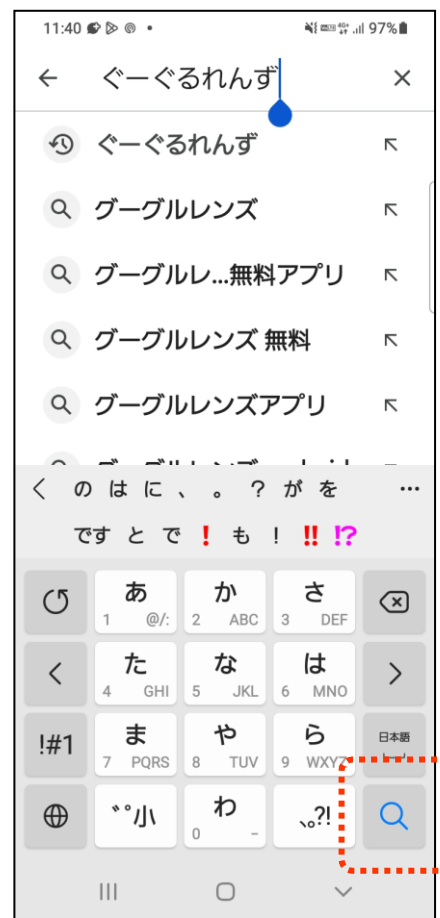 11:40 97%
ぐーぐるれんず
ぐーぐるれんず
グーグルレンズ
グーグルレ...無料アプリ
グーグルレンズ 無料
グーグルレンズアプリ
< の は に 、 。 ? が を ...
です と で ! も ! !! !?
あ か さ
1 @/: 2 ABC 3 DEF
< た な は >
4 GHI 5 JKL 6 MNO
!#1 ま や ら 日本語
7 PQRS 8 TUV 9 WXYZ
゛゜小 わ 、。?!
0 -